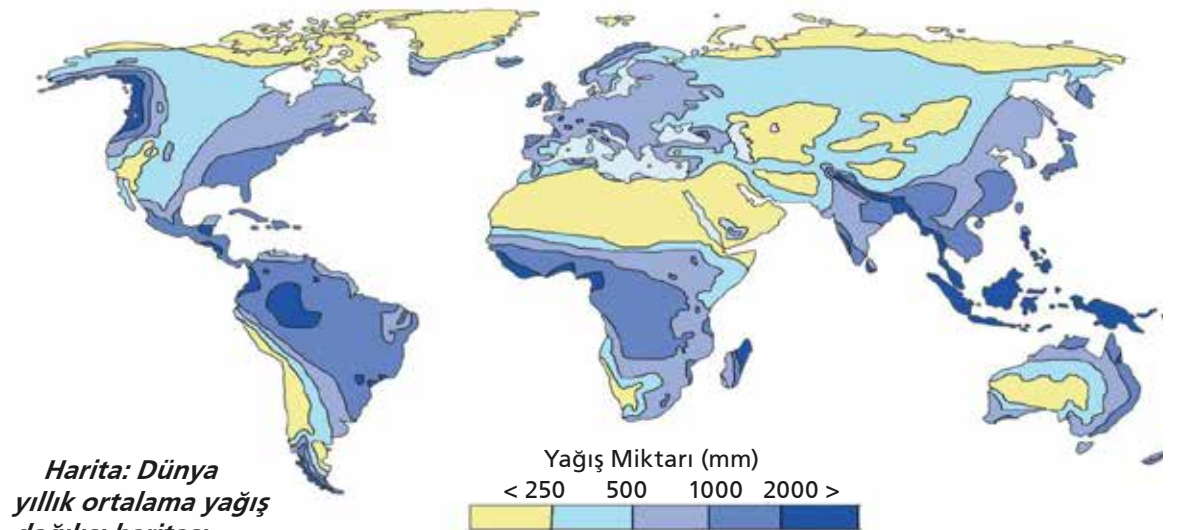 Harita: Dünya
yıllık ortalama yağış
Yağış Miktarı (mm)
< 250 500 1000 2000 >